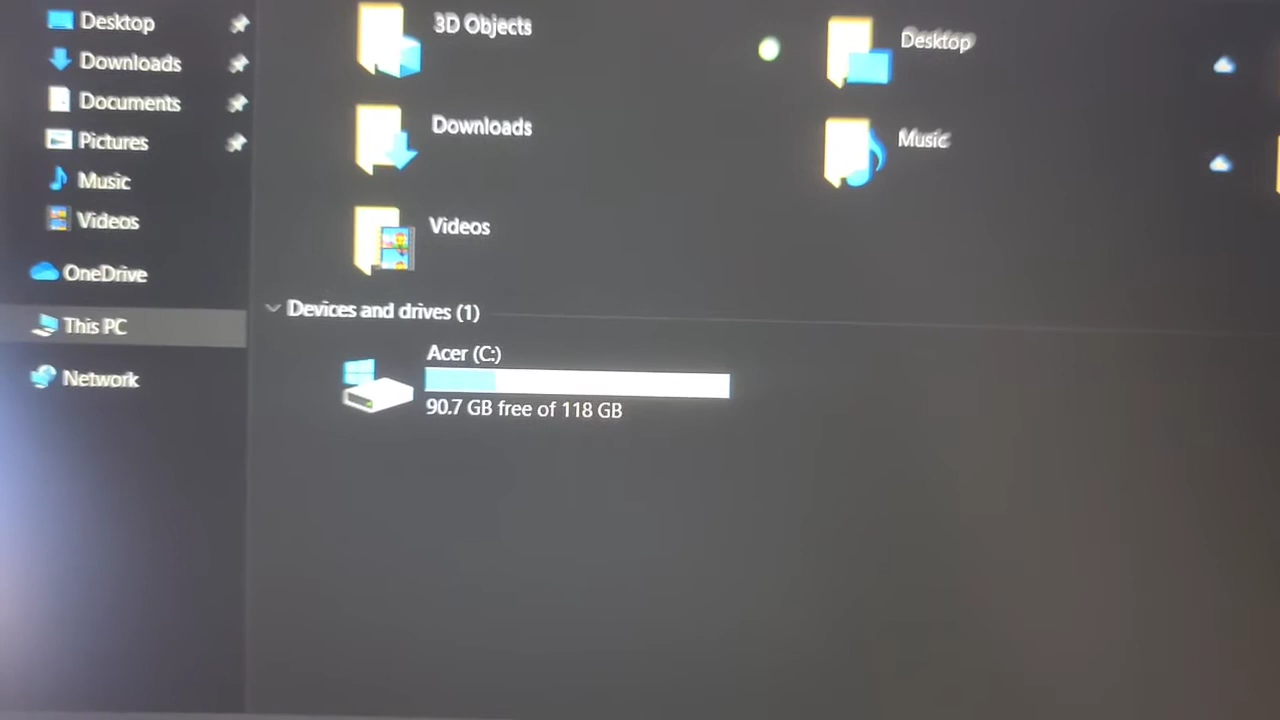 Desktop
Downloads
Documents
Pictures
Music
Videos
OneDrive
This PC
Network
3D Objects
Desktop
Downloads
Music
Videos
Devices and drives (1)
Acer (C:)
90.7 GB free of 118 GB